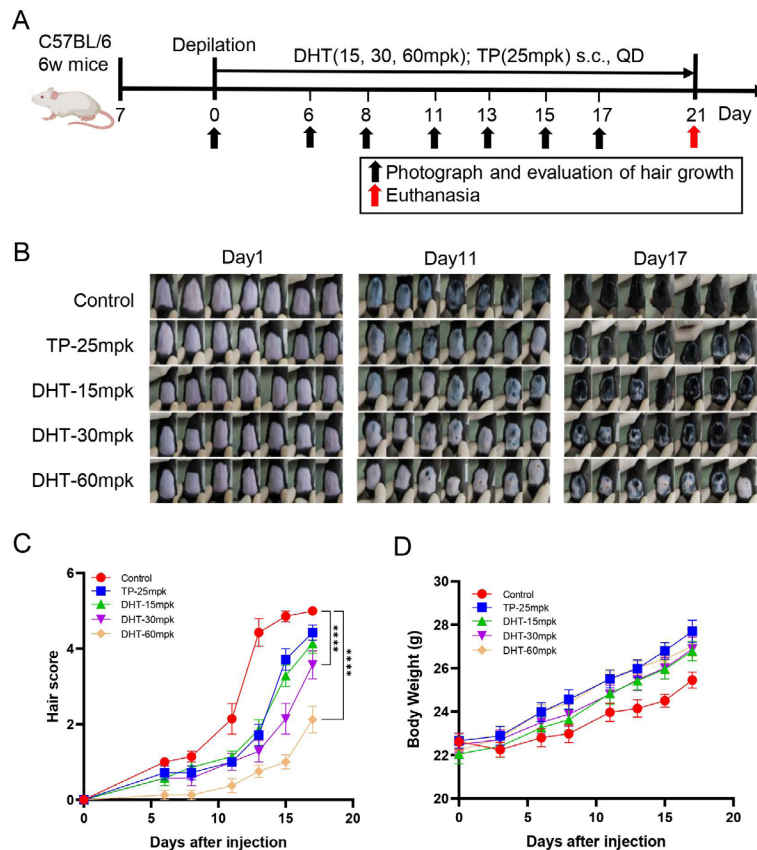 A
C57BL/6
6w mice
Depilation
DHT(15, 30, 60mpk); TP(25mpk) s.c., QD
7 0 6 8 11 13 15 17 21 Day
Photograph and evaluation of hair growth
Euthanasia
B
Day1 Day11 Day17
Control
TP-25mpk
DHT-15mpk
DHT-30mpk
DHT-60mpk
C
Hair score
6
4
2
0
Control
TP-25mpk
DHT-15mpk
DHT-30mpk
DHT-60mpk
****
****
0 5 10 15 20
Days after injection
D
Body Weight (g)
30
28
26
24
22
20
Control
TP-25mpk
DHT-15mpk
DHT-30mpk
DHT-60mpk
0 5 10 15 20
Days after injection